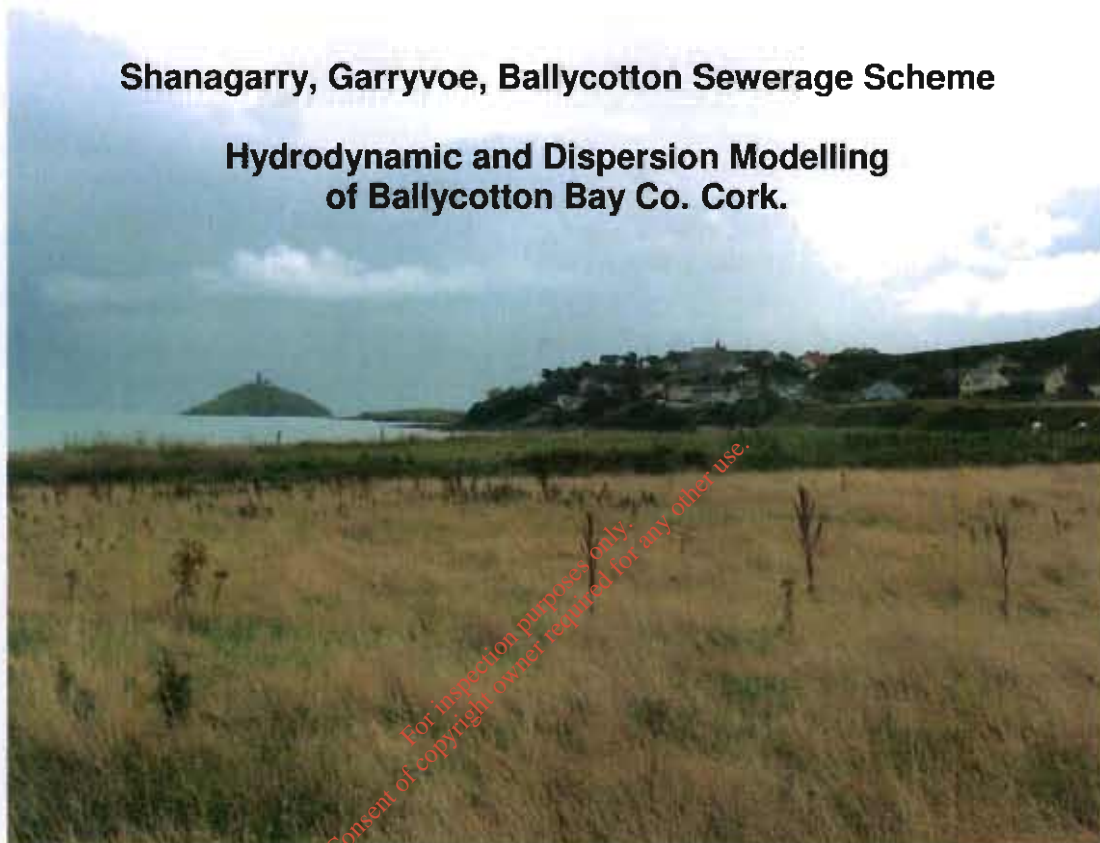 Shanagarry, Garryvoe, Ballycotton Sewerage Scheme
Hydrodynamic and Dispersion Modelling
of Ballycotton Bay Co. Cork.
For inspection purposes only.
Consent of copyright owner required for any other use.